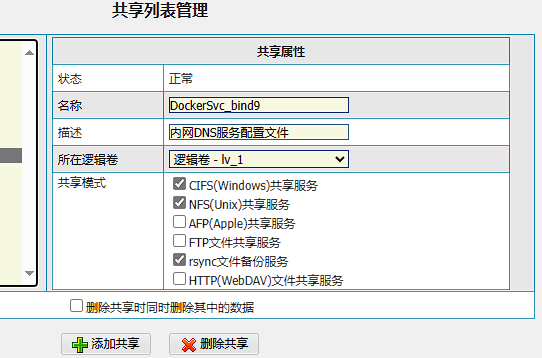 共享列表管理
共享属性
状态 正常
名称 DockerSvc_bind9
描述 内网DNS服务配置文件
所在逻辑卷 逻辑卷 - lv_1
共享模式 CIFS(Windows)共享服务
NFS(Unix)共享服务
AFP(Apple)共享服务
FTP文件共享服务
rsync文件备份服务
HTTP(WebDAV)文件共享服务
删除共享时同时删除其中的数据
添加共享 删除共享